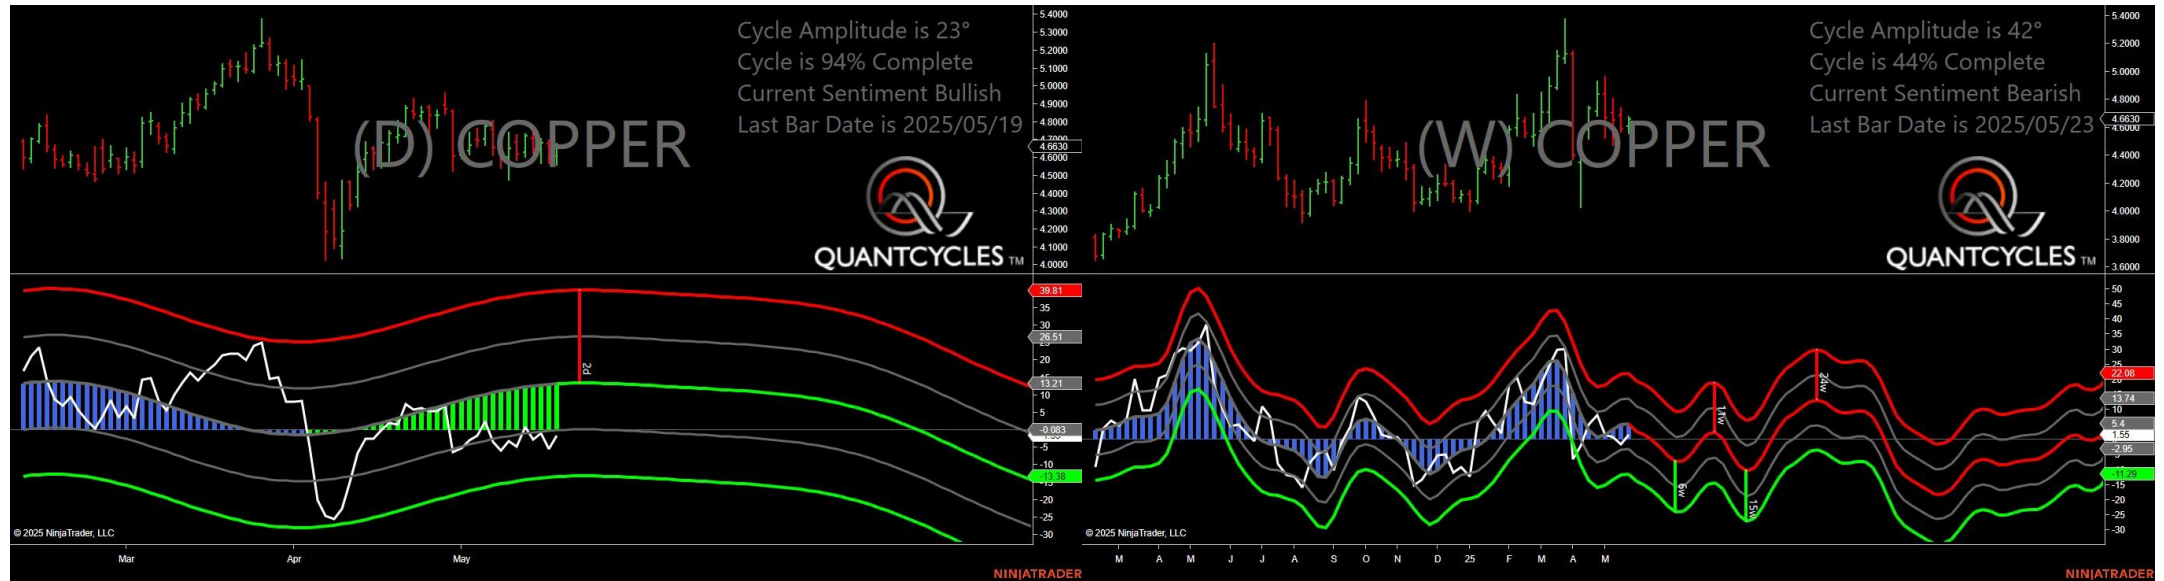 Cycle Amplitude is 23°
Cycle is 94% Complete
Current Sentiment Bullish
Last Bar Date is 2025/05/19
(D) COPPER
QUANTCYCLES TM
5.4000
5.3000
5.2000
5.1000
5.0000
4.9000
4.8000
4.7000
4.6630
4.6000
4.5000
4.4000
4.3000
4.2000
4.1000
4.0000
39.81
35
30
26.51
20
15
13.21
10
5
-0.083
-5
-10
-13.38
-20
-25
-30
2d
© 2025 NinjaTrader, LLC
Mar Apr May
NINJATRADER
Cycle Amplitude is 42°
Cycle is 44% Complete
Current Sentiment Bearish
Last Bar Date is 2025/05/23
(W) COPPER
QUANTCYCLES TM
5.4000
5.2000
5.0000
4.8000
4.6630
4.6000
4.4000
4.2000
4.0000
3.8000
3.6000
50
45
40
35
30
25
22.08
13.74
10
5.4
1.55
-2.95
-11.29
-15
-20
-25
-30
6w
11w
15w
24w
© 2025 NinjaTrader, LLC
M A M J J A S O N D 25 F M A M
NINJATRADER